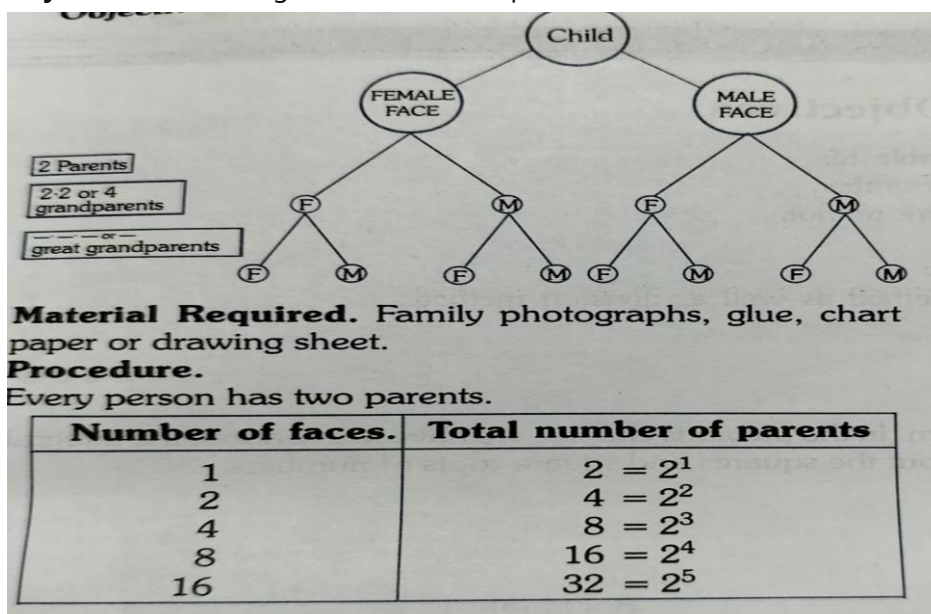 Child
FEMALE
FACE
MALE
FACE
2 Parents
2·2 or 4
grandparents
— — — or —
great grandparents
F M F M
F M F M F M F M
Material Required. Family photographs, glue, chart
paper or drawing sheet.
Procedure.
Every person has two parents.
Number of faces. Total number of parents
1 2 = 2¹
2 4 = 2²
4 8 = 2³
8 16 = 2⁴
16 32 = 2⁵